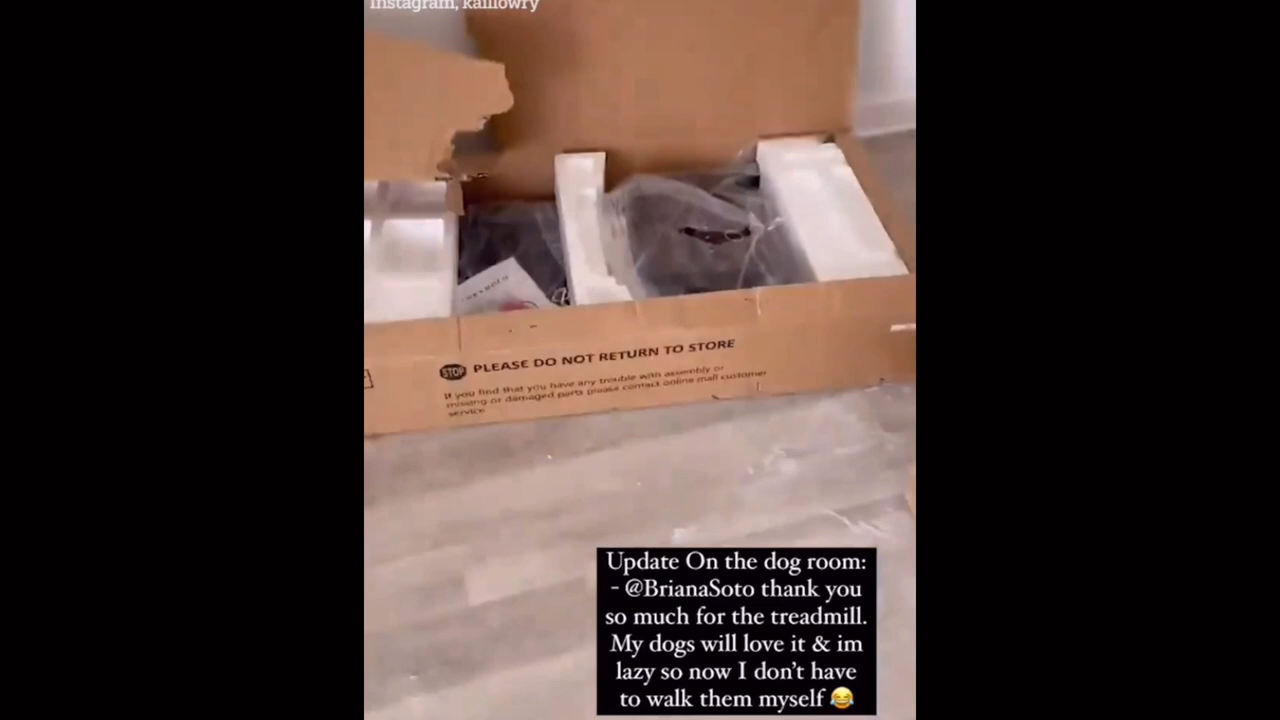 Instagram, kaillowry
STOP PLEASE DO NOT RETURN TO STORE
If you find that you have any trouble with assembly or
missing or damaged parts please contact online mall customer
service
Update On the dog room:
- @BrianaSoto thank you
so much for the treadmill.
My dogs will love it & im
lazy so now I don't have
to walk them myself 😂